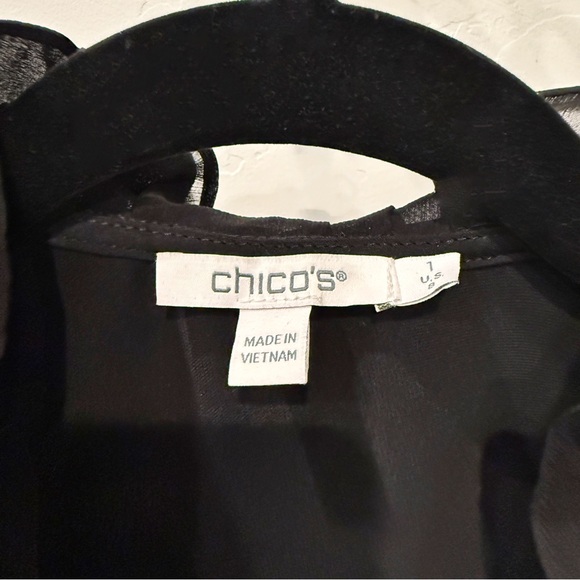 chico's®
1
U.S.
8
MADE IN
VIETNAM